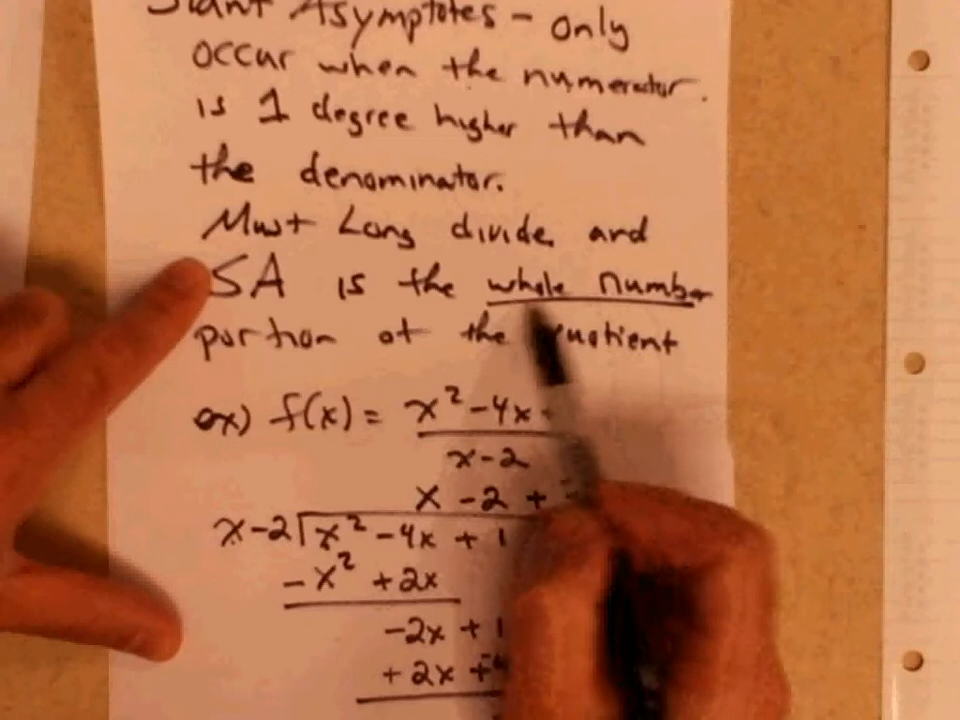 Slant Asymptotes - only
occur when the numerator
is 1 degree higher than
the denominator.
Must Long divide and
SA is the whole number
portion of the quotient
ex) f(x) = x² - 4x
x - 2
x - 2 +
x-2 x² - 4x + 1
- x² + 2x
-2x + 1
+ 2x